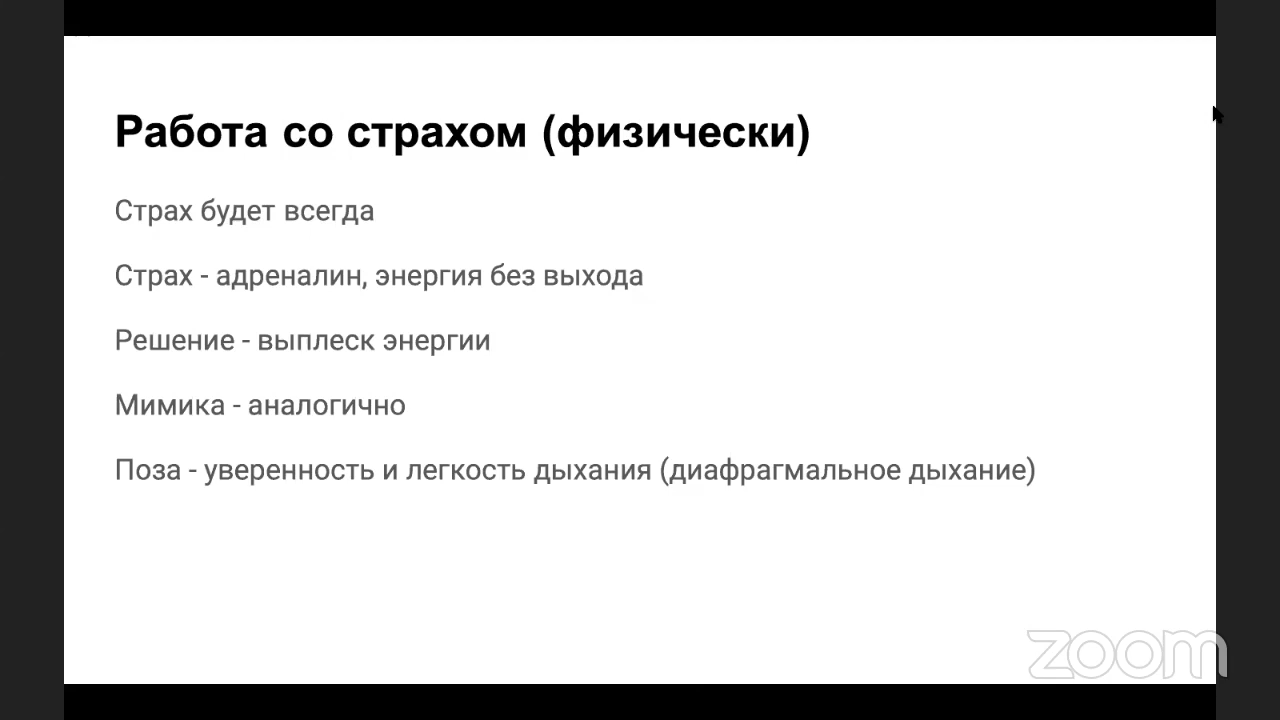 Работа со страхом (физически)
Страх будет всегда
Страх - адреналин, энергия без выхода
Решение - выплеск энергии
Мимика - аналогично
Поза - уверенность и легкость дыхания (диафрагмальное дыхание)
zoom